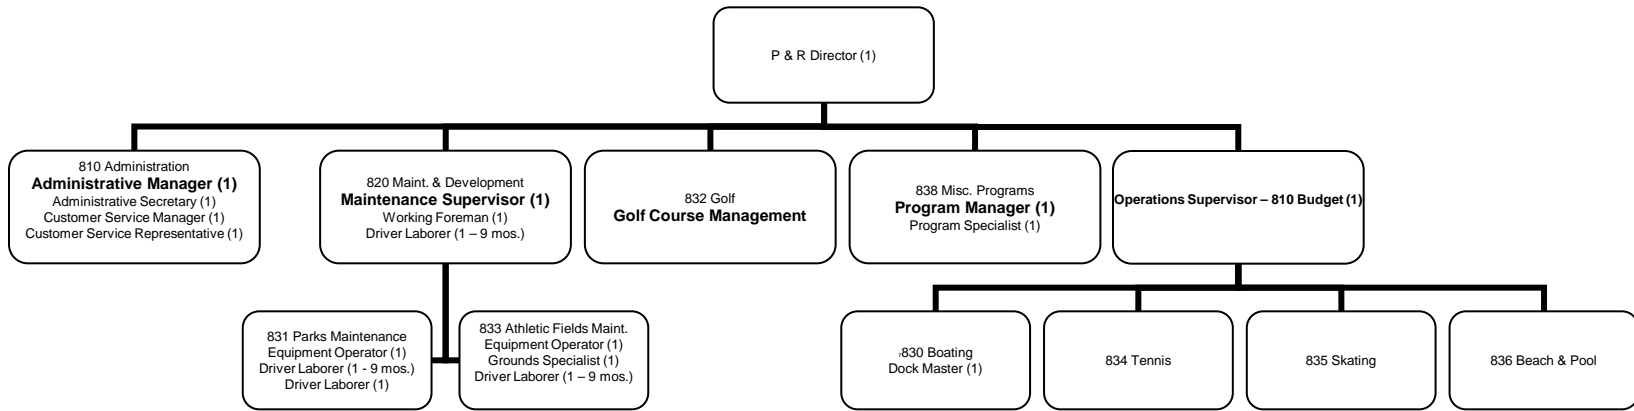 P & R Director (1)
810 Administration
Administrative Manager (1)
Administrative Secretary (1)
Customer Service Manager (1)
Customer Service Representative (1)
820 Maint. & Development
Maintenance Supervisor (1)
Working Foreman (1)
Driver Laborer (1 – 9 mos.)
832 Golf
Golf Course Management
838 Misc. Programs
Program Manager (1)
Program Specialist (1)
Operations Supervisor – 810 Budget (1)
831 Parks Maintenance
Equipment Operator (1)
Driver Laborer (1 - 9 mos.)
Driver Laborer (1)
833 Athletic Fields Maint.
Equipment Operator (1)
Grounds Specialist (1)
Driver Laborer (1 – 9 mos.)
830 Boating
Dock Master (1)
834 Tennis
835 Skating
836 Beach & Pool